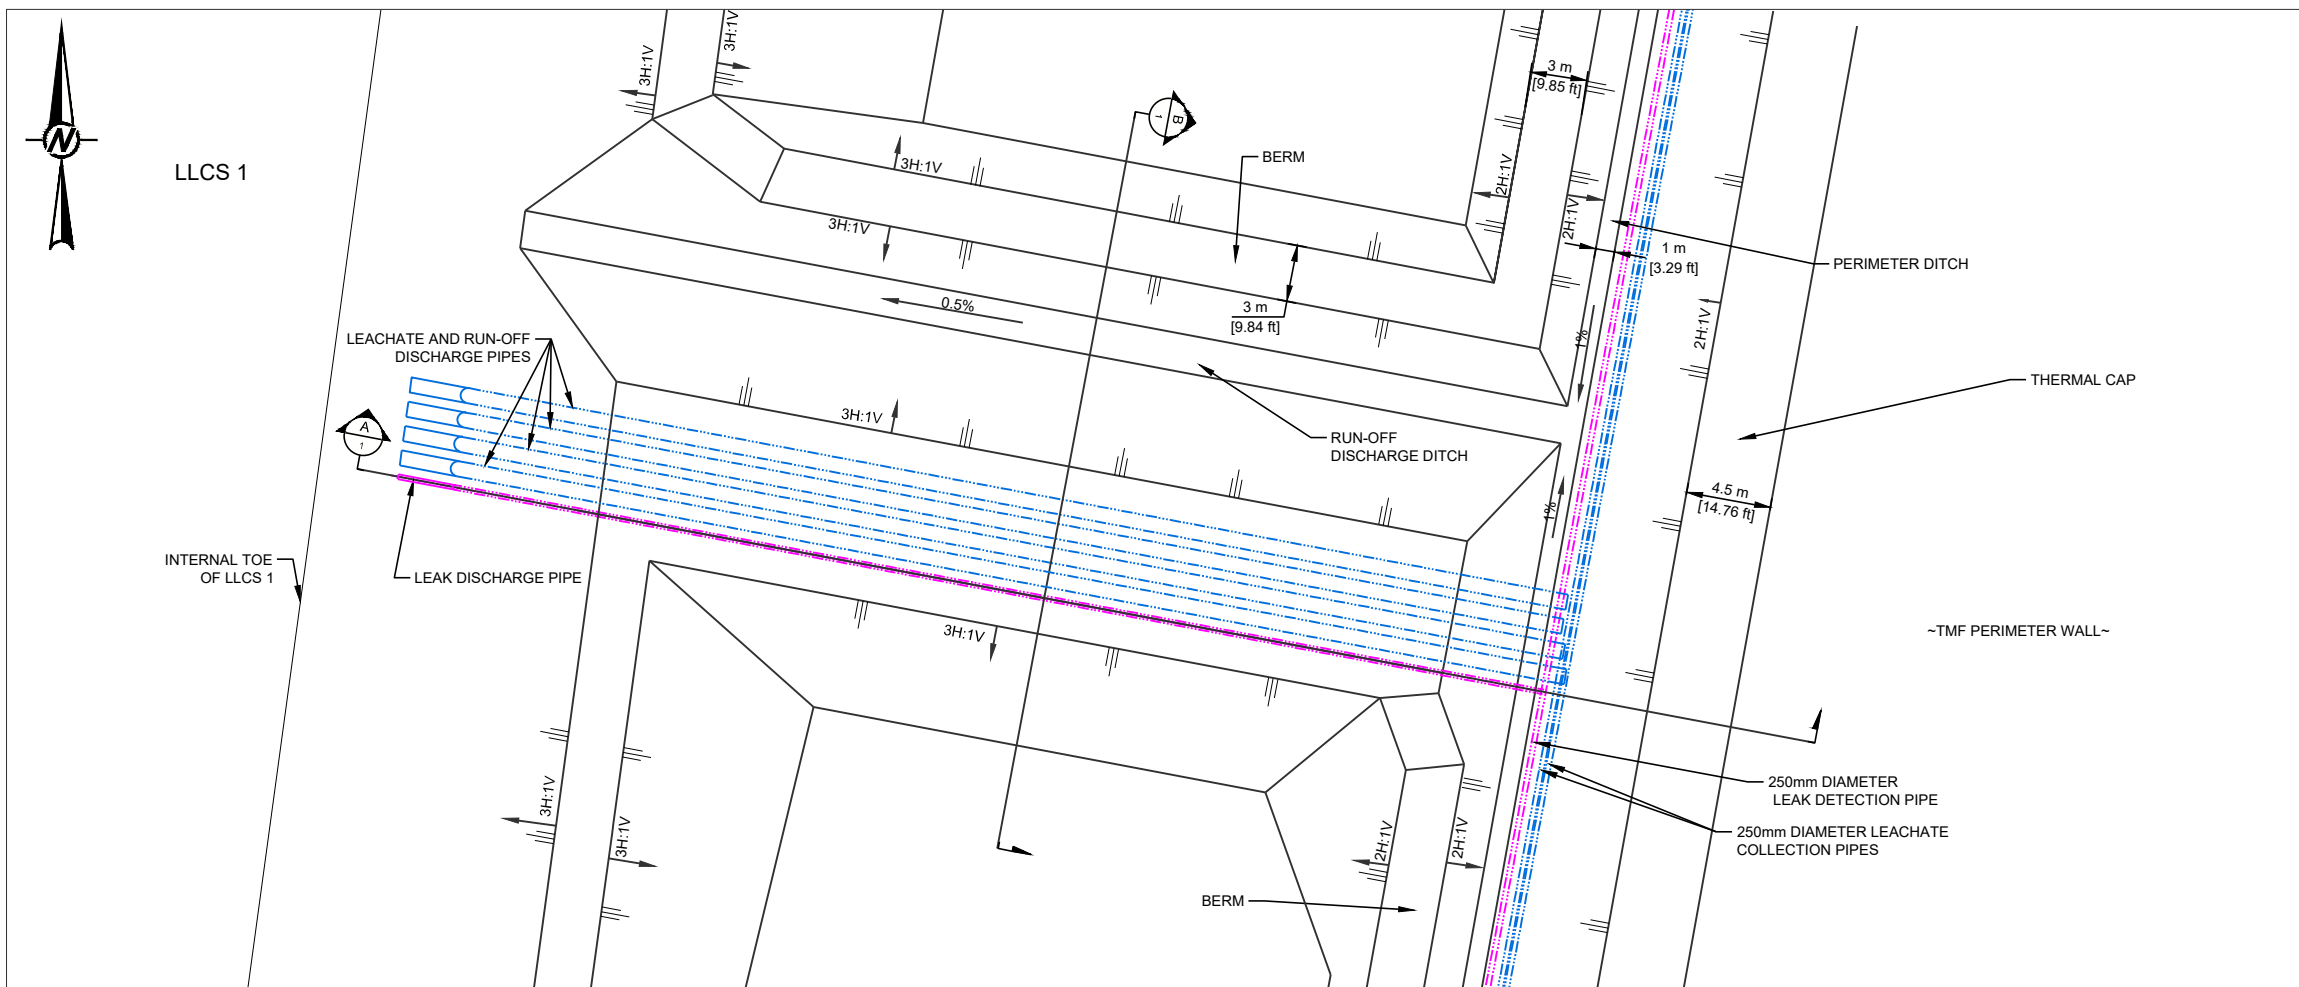 3H:1V
3H:1V
3 m
[9.85 ft]
N
LLCS 1
B
1
BERM
3H:1V
2H:1V
3H:1V
2H:1V
1 m
[3.29 ft]
PERIMETER DITCH
0.5%
3 m
[9.84 ft]
2H:1V
1%
LEACHATE AND RUN-OFF
DISCHARGE PIPES
THERMAL CAP
A
1
3H:1V
RUN-OFF
DISCHARGE DITCH
4.5 m
[14.76 ft]
1%
INTERNAL TOE
OF LLCS 1
LEAK DISCHARGE PIPE
3H:1V
~TMF PERIMETER WALL~
250mm DIAMETER
LEAK DETECTION PIPE
3H:1V
3H:1V
2H:1V
2H:1V
250mm DIAMETER LEACHATE
COLLECTION PIPES
BERM